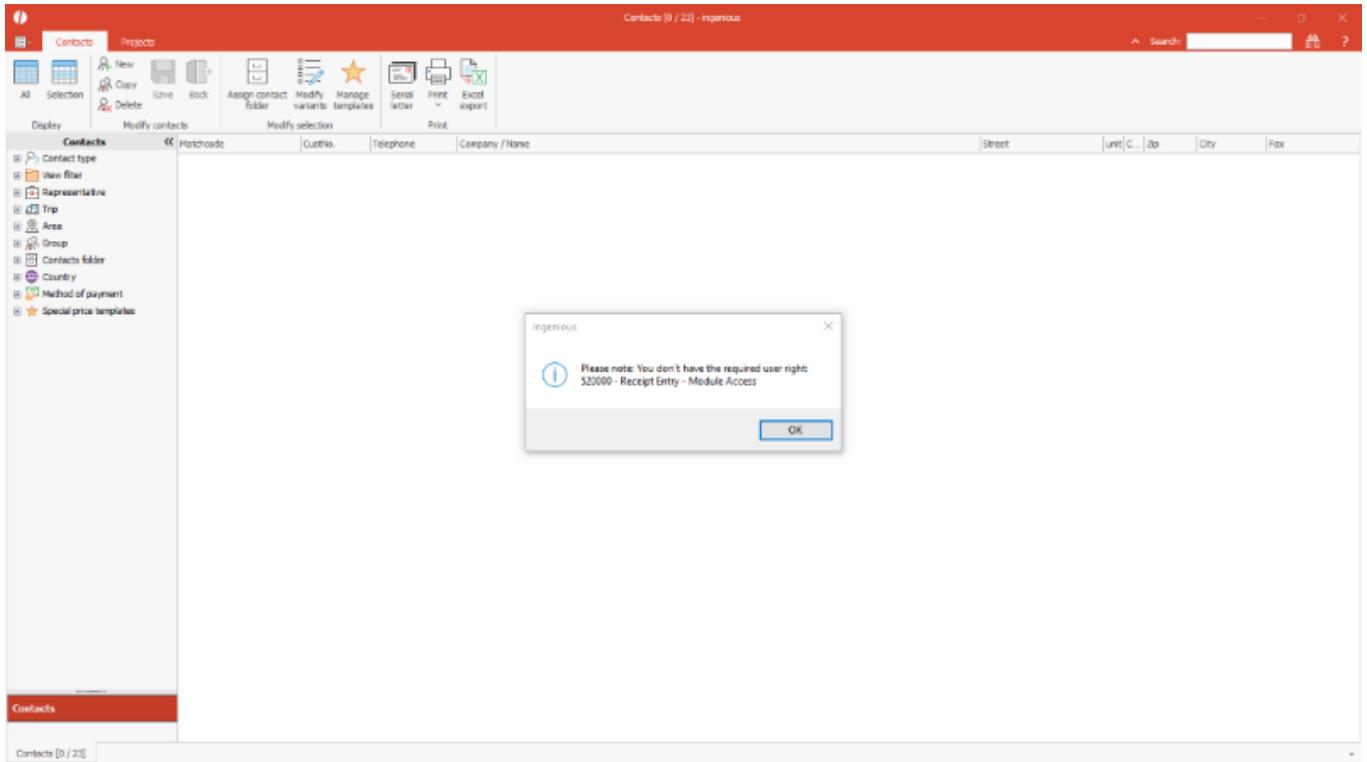 Contacts [0 / 23] - ingenious
Contacts Projects Search: ?
All Selection New Copy Delete Save Back Assign contact folder Modify variants Manage templates Serial letter Print Excel export
Display Modify contacts Modify selection Print
Contacts « Matchcode CustNo. Telephone Company / Name Street unit C... Zip City Fax
Contact type
View filter
Representative
Trip
Area
Group
Contacts folder
Country
Method of payment
Special price templates
ingenious
Please note: You don't have the required user right:
520000 - Receipt Entry - Module Access
OK
Contacts
Contacts [0 / 23]